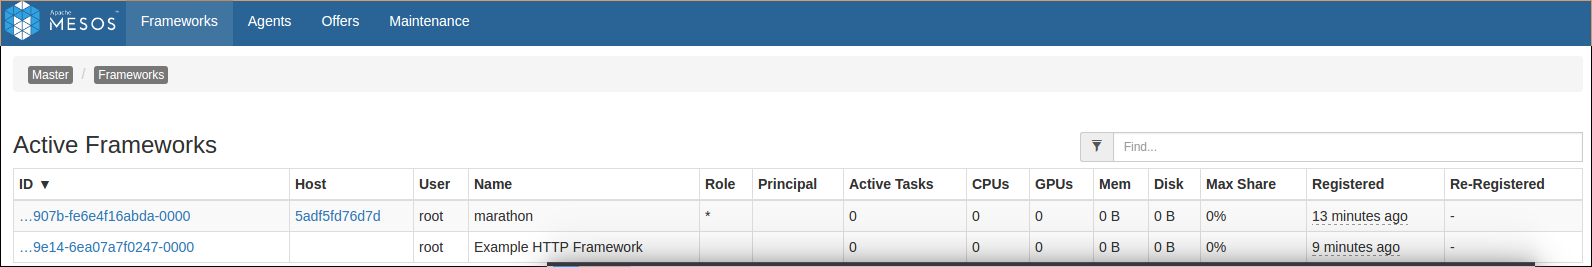 Apache
MESOS™ Frameworks Agents Offers Maintenance
Master / Frameworks
Active Frameworks Find...
ID ▼ Host User Name Role Principal Active Tasks CPUs GPUs Mem Disk Max Share Registered Re-Registered
…907b-fe6e4f16abda-0000 5adf5fd76d7d root marathon * 0 0 0 0 B 0 B 0% 13 minutes ago -
…9e14-6ea07a7f0247-0000 root Example HTTP Framework 0 0 0 0 B 0 B 0% 9 minutes ago -